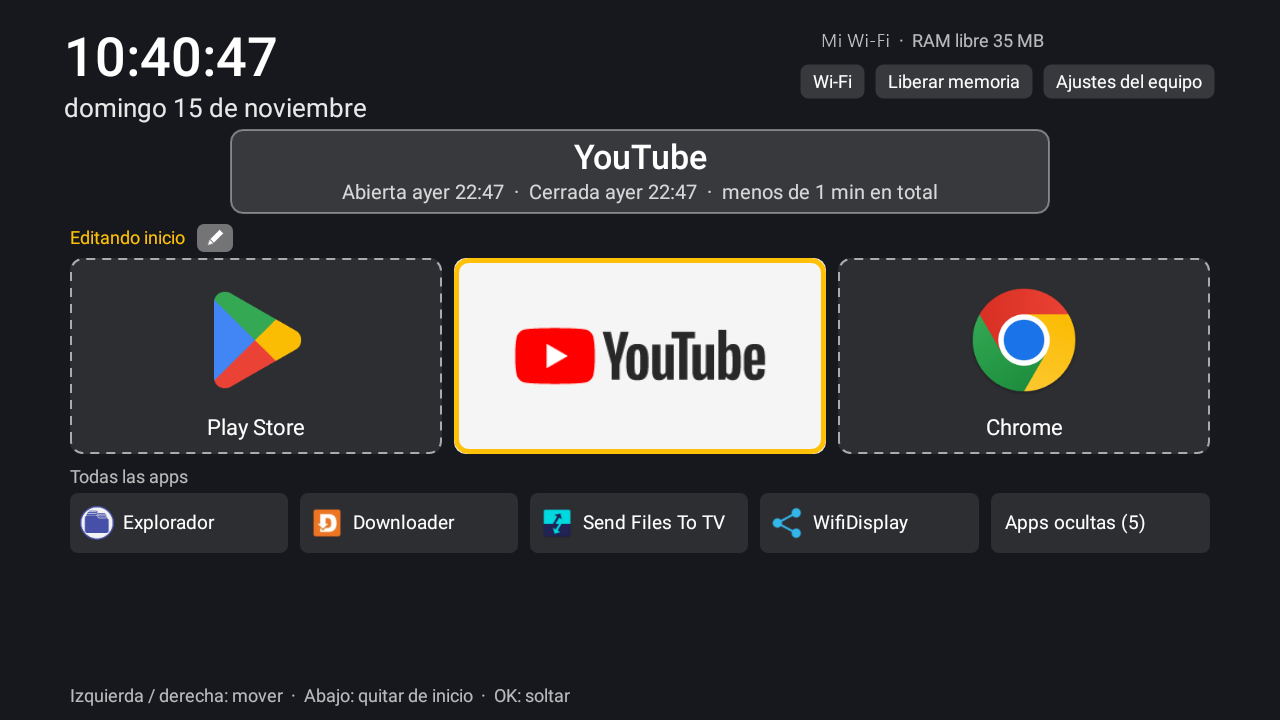 10:40:47
domingo 15 de noviembre
Mi Wi-Fi · RAM libre 35 MB
Wi-Fi
Liberar memoria
Ajustes del equipo
YouTube
Abierta ayer 22:47 · Cerrada ayer 22:47 · menos de 1 min en total
Editando inicio
Play Store
YouTube
Chrome
Todas las apps
Explorador
Downloader
Send Files To TV
WifiDisplay
Apps ocultas (5)
Izquierda / derecha: mover · Abajo: quitar de inicio · OK: soltar